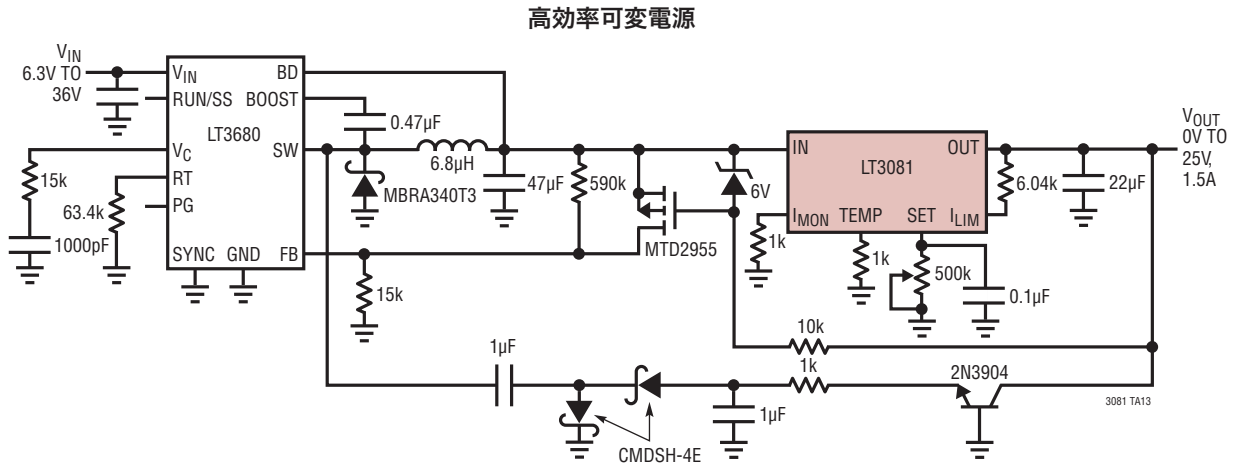 高効率可変電源
VIN
6.3V TO
36V
VIN
BD
RUN/SS
BOOST
LT3680
0.47µF
VC
SW
6.8µH
15k
RT
63.4k
PG
1000pF
SYNC
GND
FB
MBRA340T3
47µF
590k
6V
MTD2955
15k
IN
OUT
LT3081
IMON
TEMP
SET
ILIM
6.04k
22µF
VOUT
0V TO
25V,
1.5A
1k
1k
500k
0.1µF
10k
1µF
1k
2N3904
1µF
CMDSH-4E
3081 TA13